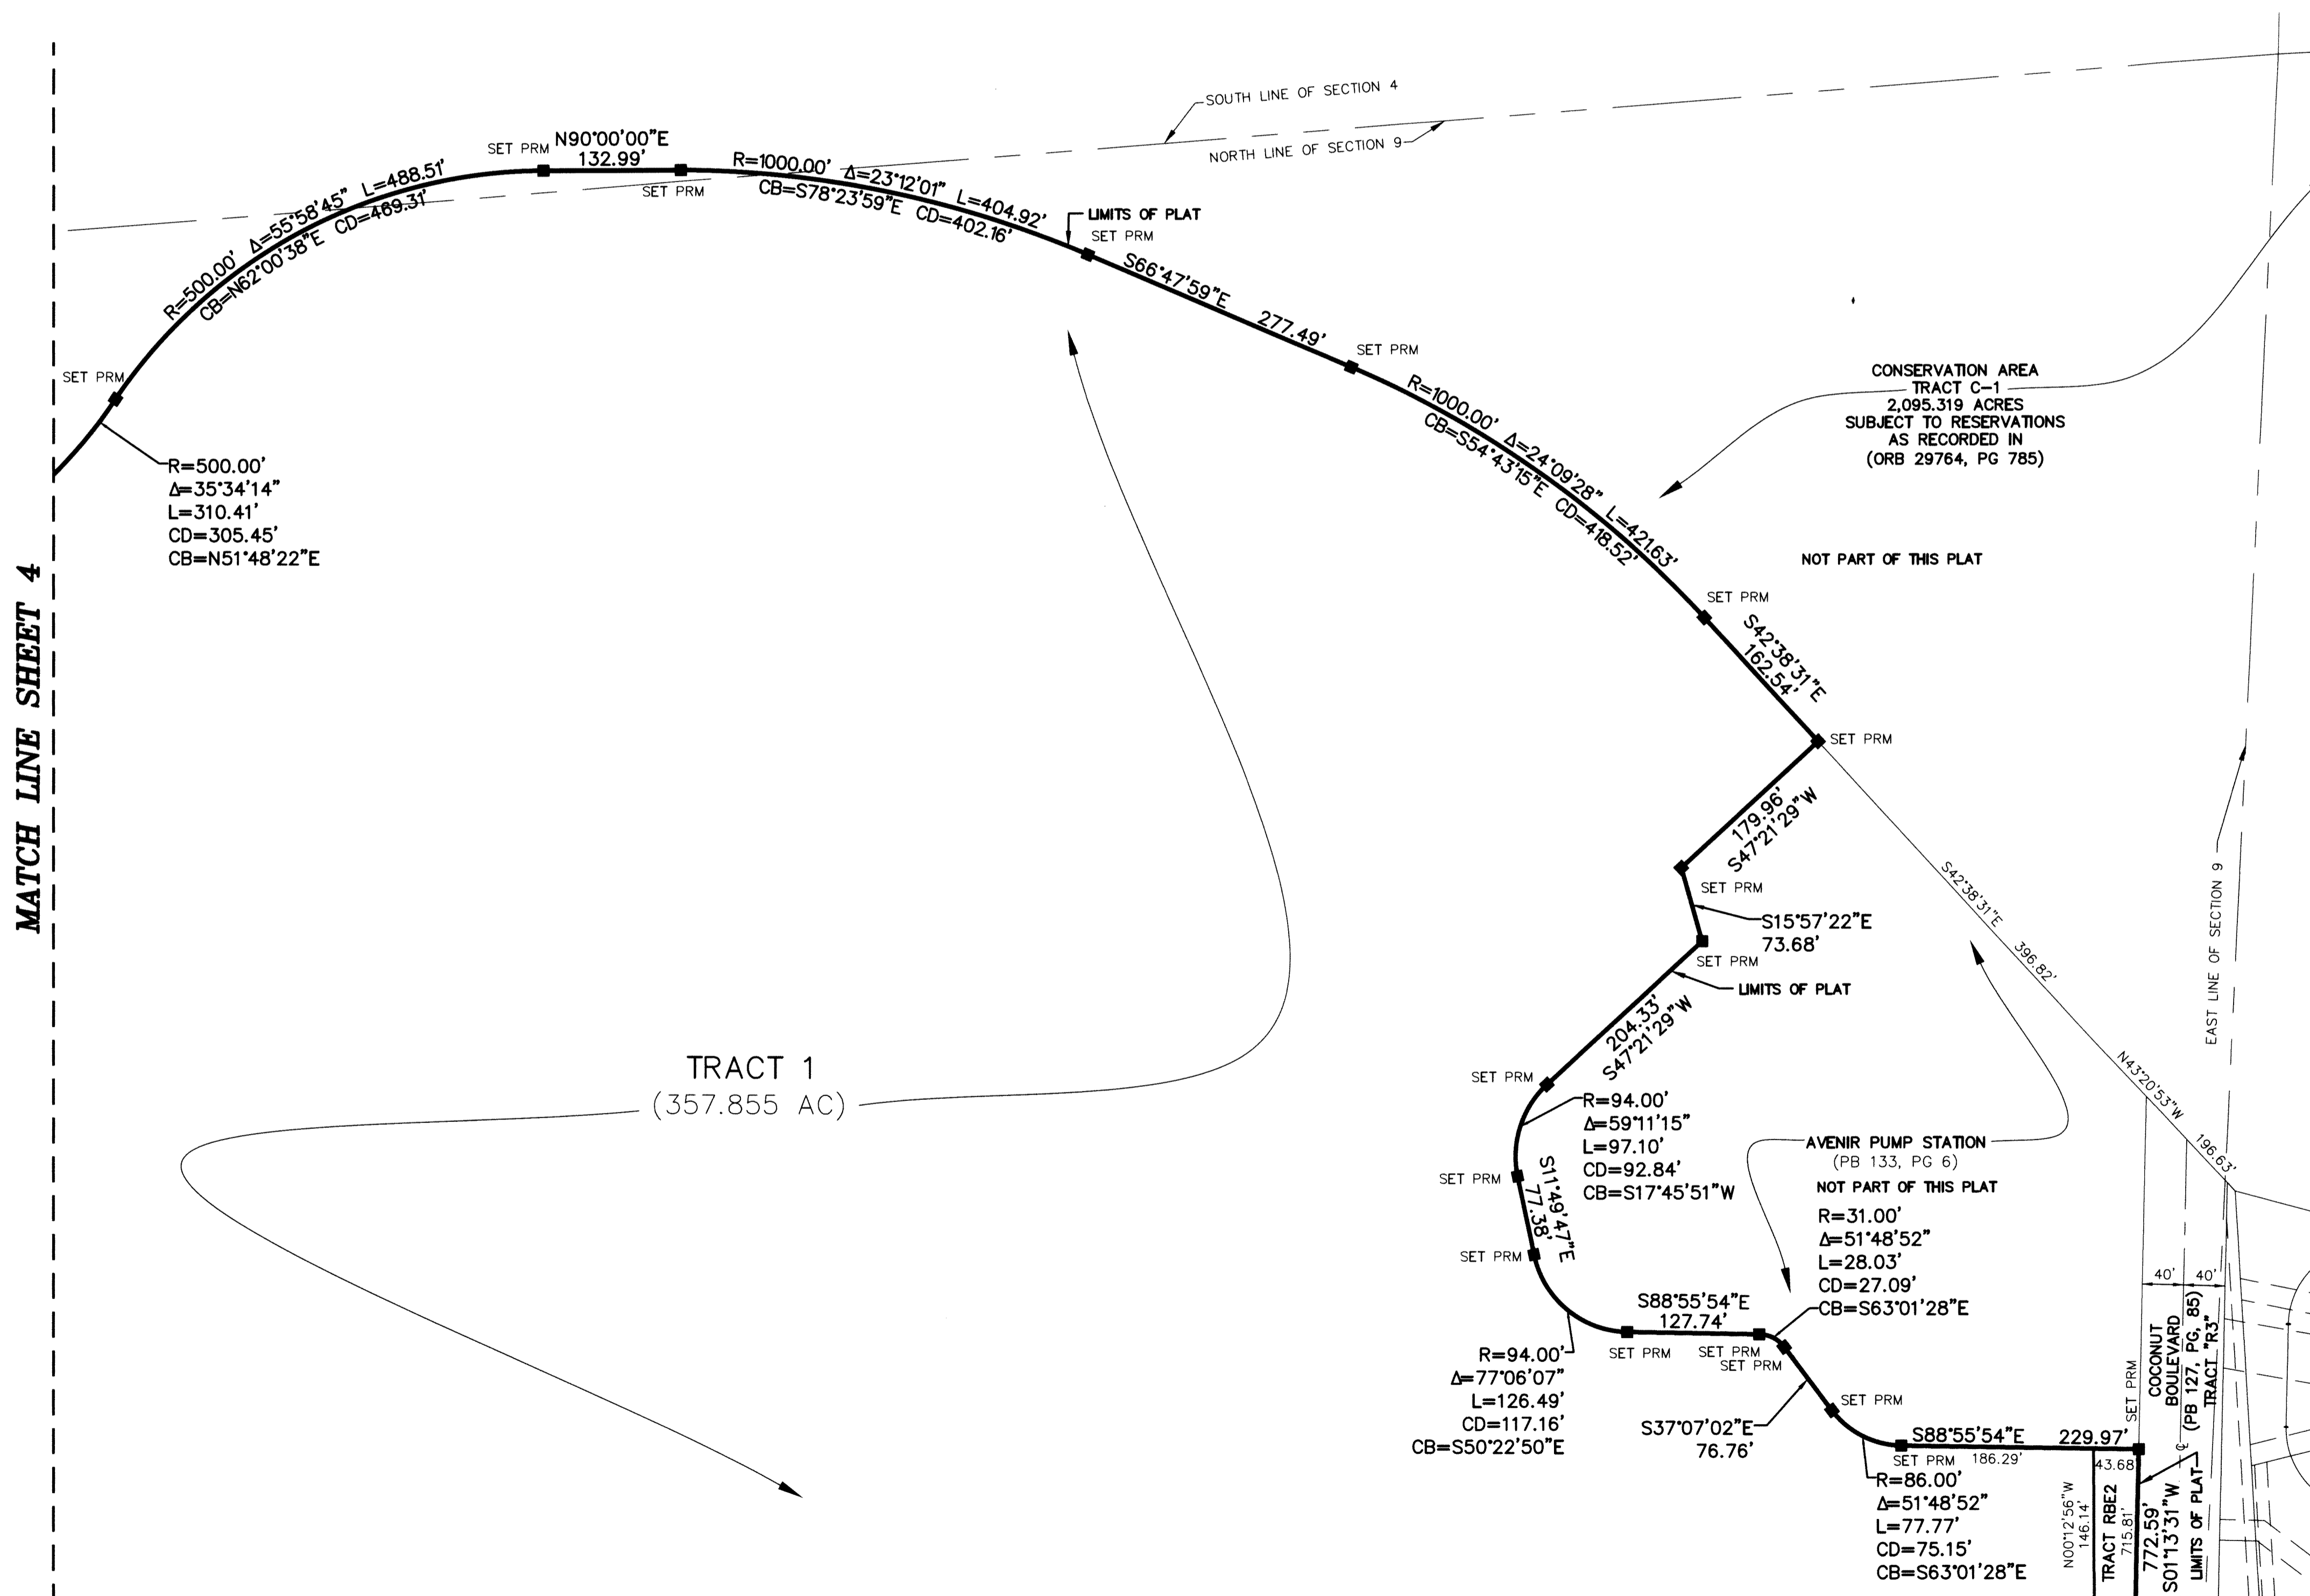 SOUTH LINE OF SECTION 4
NORTH LINE OF SECTION 9
SET PRM
N90°00'00"E
132.99'
SET PRM
R=1000.00' Δ=23°12'01" L=404.92'
CB=S78°23'59"E CD=402.16'
R=500.00' Δ=55°58'45" L=488.51'
CB=N62°00'38"E CD=469.31'
LIMITS OF PLAT
SET PRM
S66°47'59"E 277.49'
SET PRM
SET PRM
R=500.00'
Δ=35°34'14"
L=310.41'
CD=305.45'
CB=N51°48'22"E
R=1000.00' Δ=24°09'28" L=421.63'
CB=S54°43'15"E CD=418.52'
CONSERVATION AREA
TRACT C-1
2,095.319 ACRES
SUBJECT TO RESERVATIONS
AS RECORDED IN
(ORB 29764, PG 785)
NOT PART OF THIS PLAT
MATCH LINE SHEET 4
SET PRM
S42°38'31"E
162.54'
SET PRM
179.96'
S47°21'29"W
SET PRM
S15°57'22"E
73.68'
SET PRM
LIMITS OF PLAT
204.33'
S47°21'29"W
S42°38'31"E 396.82'
EAST LINE OF SECTION 9
N43°20'53"W 196.63'
TRACT 1
(357.855 AC)
SET PRM
R=94.00'
Δ=59°11'15"
L=97.10'
CD=92.84'
CB=S17°45'51"W
SET PRM
S11°49'47"E
77.38'
SET PRM
AVENIR PUMP STATION
(PB 133, PG 6)
NOT PART OF THIS PLAT
R=31.00'
Δ=51°48'52"
L=28.03'
CD=27.09'
CB=S63°01'28"E
S88°55'54"E
127.74'
SET PRM
SET PRM
SET PRM
R=94.00'
Δ=77°06'07"
L=126.49'
CD=117.16'
CB=S50°22'50"E
S37°07'02"E
76.76'
SET PRM
S88°55'54"E 229.97'
SET PRM 186.29'
43.68'
R=86.00'
Δ=51°48'52"
L=77.77'
CD=75.15'
CB=S63°01'28"E
40' 40'
SET PRM
COCONUT
BOULEVARD
(PB 127, PG, 85)
TRACT "R3"
N00°12'56"W
146.14'
TRACT RBE2
715.81'
772.59'
S01°13'31"W
LIMITS OF PLAT
℄